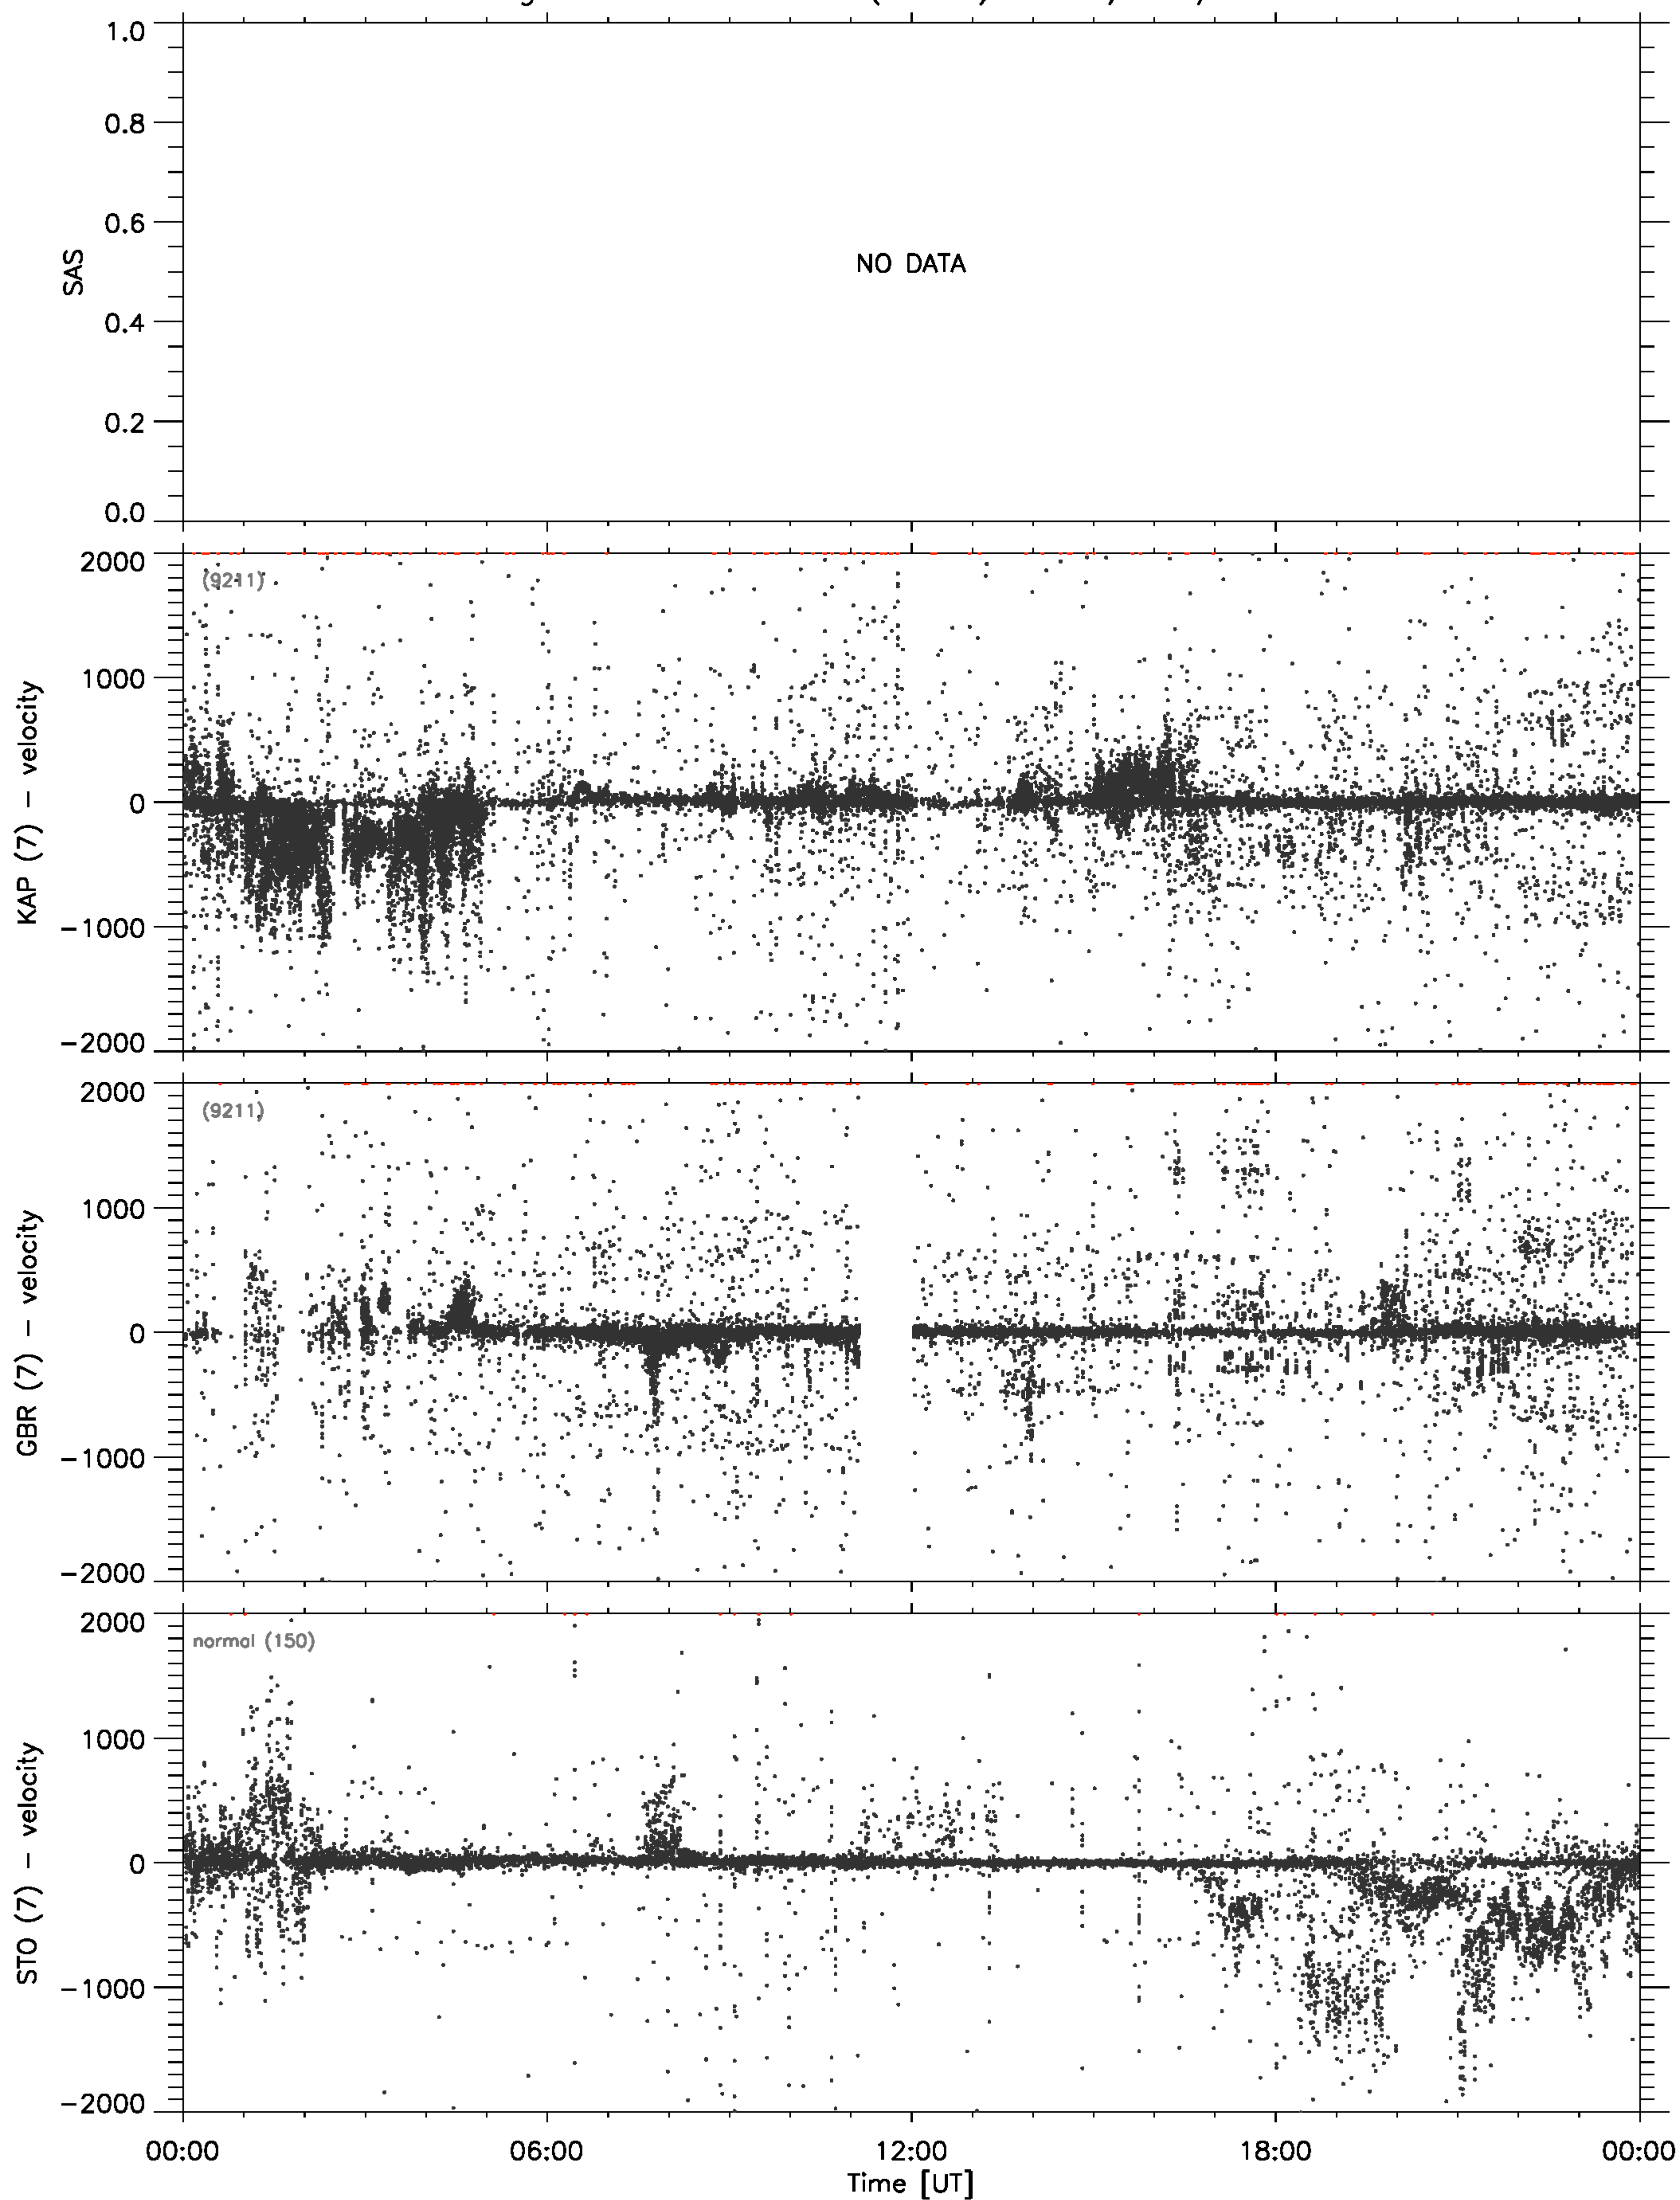 1.0
0.8
0.6
0.4
0.2
0.0
SAS
NO DATA
2000
1000
0
−1000
−2000
KAP (7) − velocity
(9211)
2000
1000
0
−1000
−2000
GBR (7) − velocity
(9211)
2000
1000
0
−1000
−2000
STO (7) − velocity
normal (150)
00:00 06:00 12:00 18:00 00:00
Time [UT]